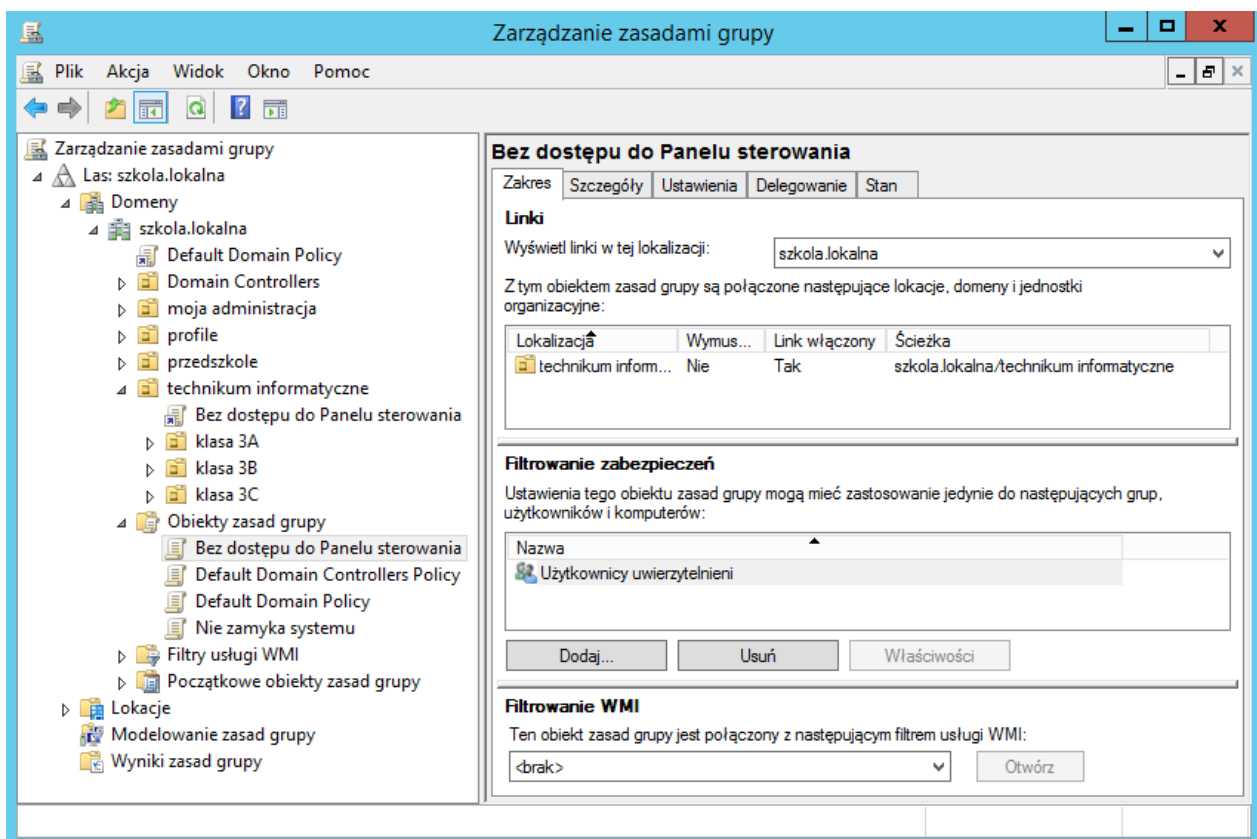 Zarządzanie zasadami grupy
Plik Akcja Widok Okno Pomoc
Zarządzanie zasadami grupy
Las: szkola.lokalna
Domeny
szkola.lokalna
Default Domain Policy
Domain Controllers
moja administracja
profile
przedszkole
technikum informatyczne
Bez dostępu do Panelu sterowania
klasa 3A
klasa 3B
klasa 3C
Obiekty zasad grupy
Bez dostępu do Panelu sterowania
Default Domain Controllers Policy
Default Domain Policy
Nie zamyka systemu
Filtry usługi WMI
Początkowe obiekty zasad grupy
Lokacje
Modelowanie zasad grupy
Wyniki zasad grupy
Bez dostępu do Panelu sterowania
Zakres Szczegóły Ustawienia Delegowanie Stan
Linki
Wyświetl linki w tej lokalizacji: szkola.lokalna
Z tym obiektem zasad grupy są połączone następujące lokacje, domeny i jednostki
organizacyjne:
Lokalizacja Wymus... Link włączony Ścieżka
technikum inform... Nie Tak szkola.lokalna/technikum informatyczne
Filtrowanie zabezpieczeń
Ustawienia tego obiektu zasad grupy mogą mieć zastosowanie jedynie do następujących grup,
użytkowników i komputerów:
Nazwa
Użytkownicy uwierzytelnieni
Dodaj... Usuń Właściwości
Filtrowanie WMI
Ten obiekt zasad grupy jest połączony z następującym filtrem usługi WMI:
<brak> Otwórz